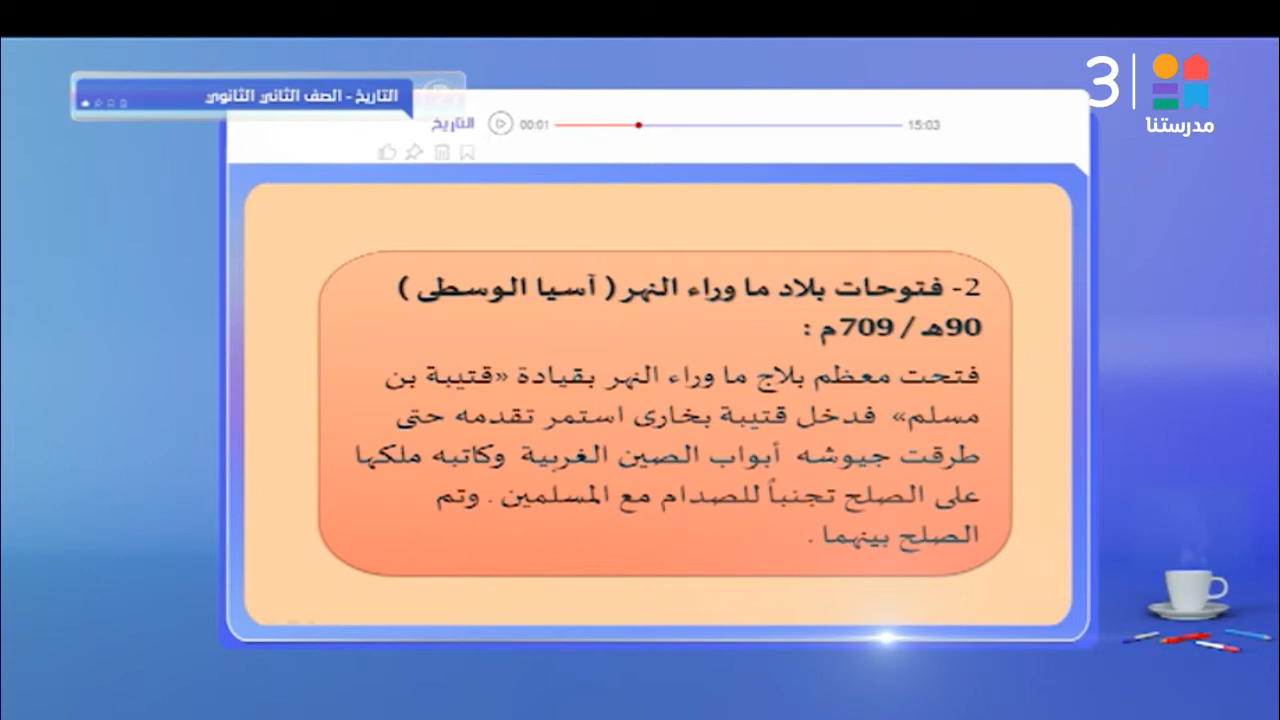 3
مدرستنا
التاريخ - الصف الثاني الثانوي
التاريخ
00:01
15:03
2- فتوحات بلاد ما وراء النهر ( آسيا الوسطى )
90هـ / 709م :
فتحت معظم بلاج ما وراء النهر بقيادة «قتيبة بن
مسلم» فدخل قتيبة بخارى استمر تقدمه حتى
طرقت جيوشه أبواب الصين الغربية وكاتبه ملكها
على الصلح تجنباً للصدام مع المسلمين . وتم
الصلح بينهما .